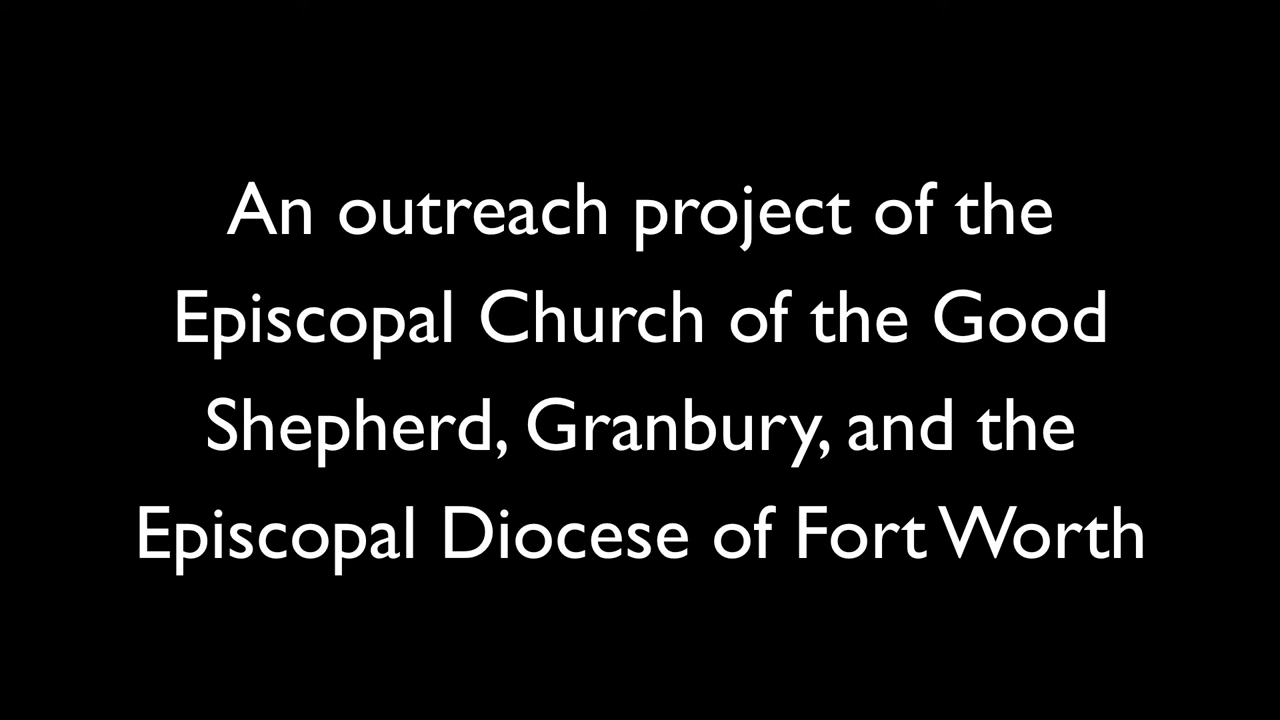 An outreach project of the
Episcopal Church of the Good
Shepherd, Granbury, and the
Episcopal Diocese of Fort Worth